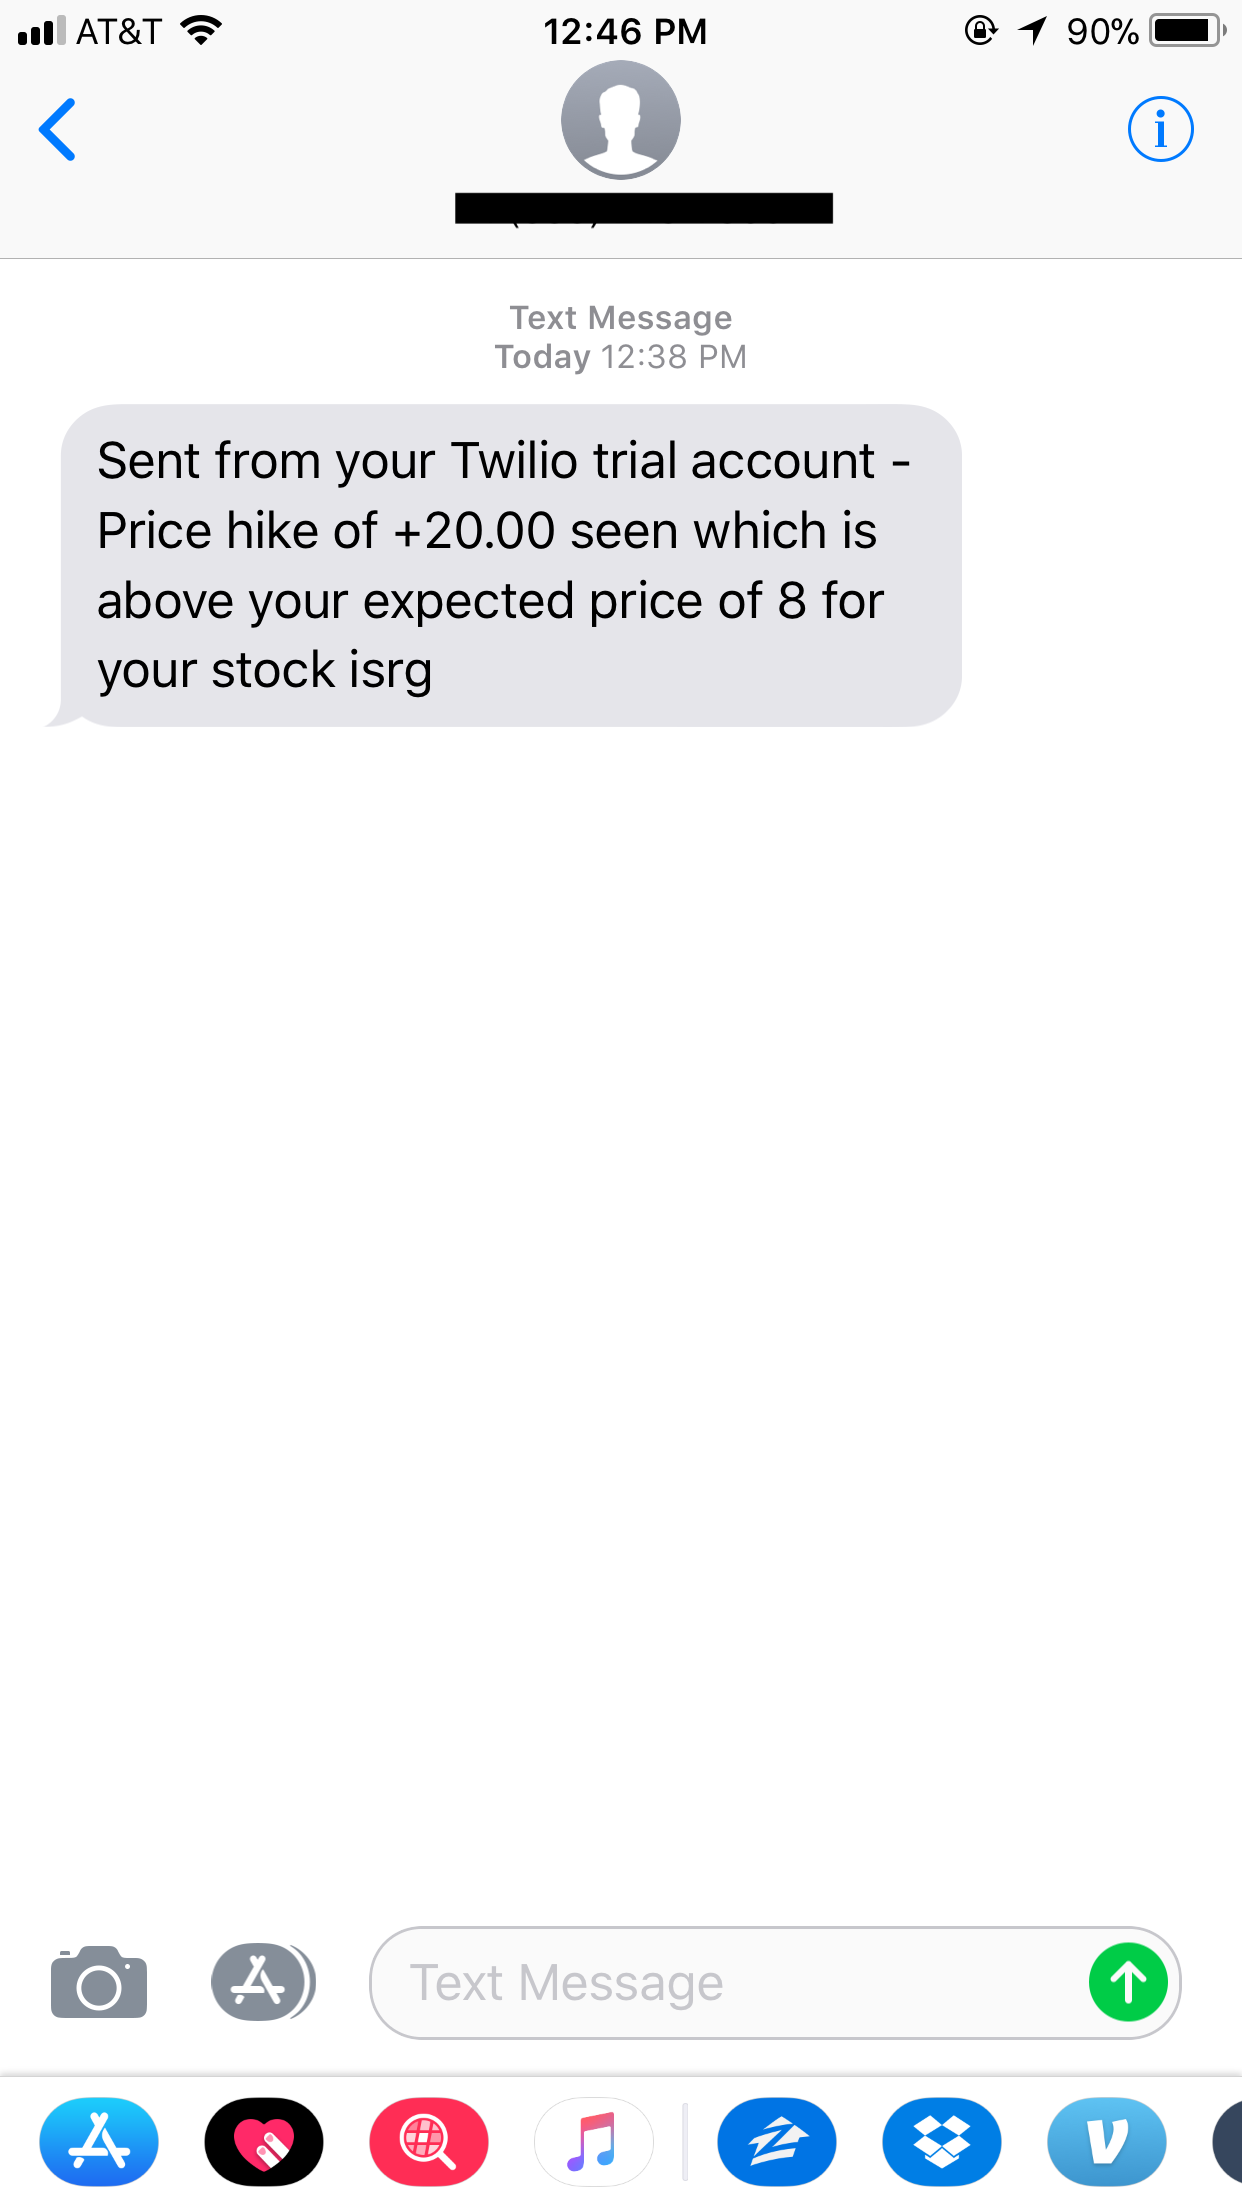 AT&T 12:46 PM 90%
Text Message
Today 12:38 PM
Sent from your Twilio trial account -
Price hike of +20.00 seen which is
above your expected price of 8 for
your stock isrg
Text Message